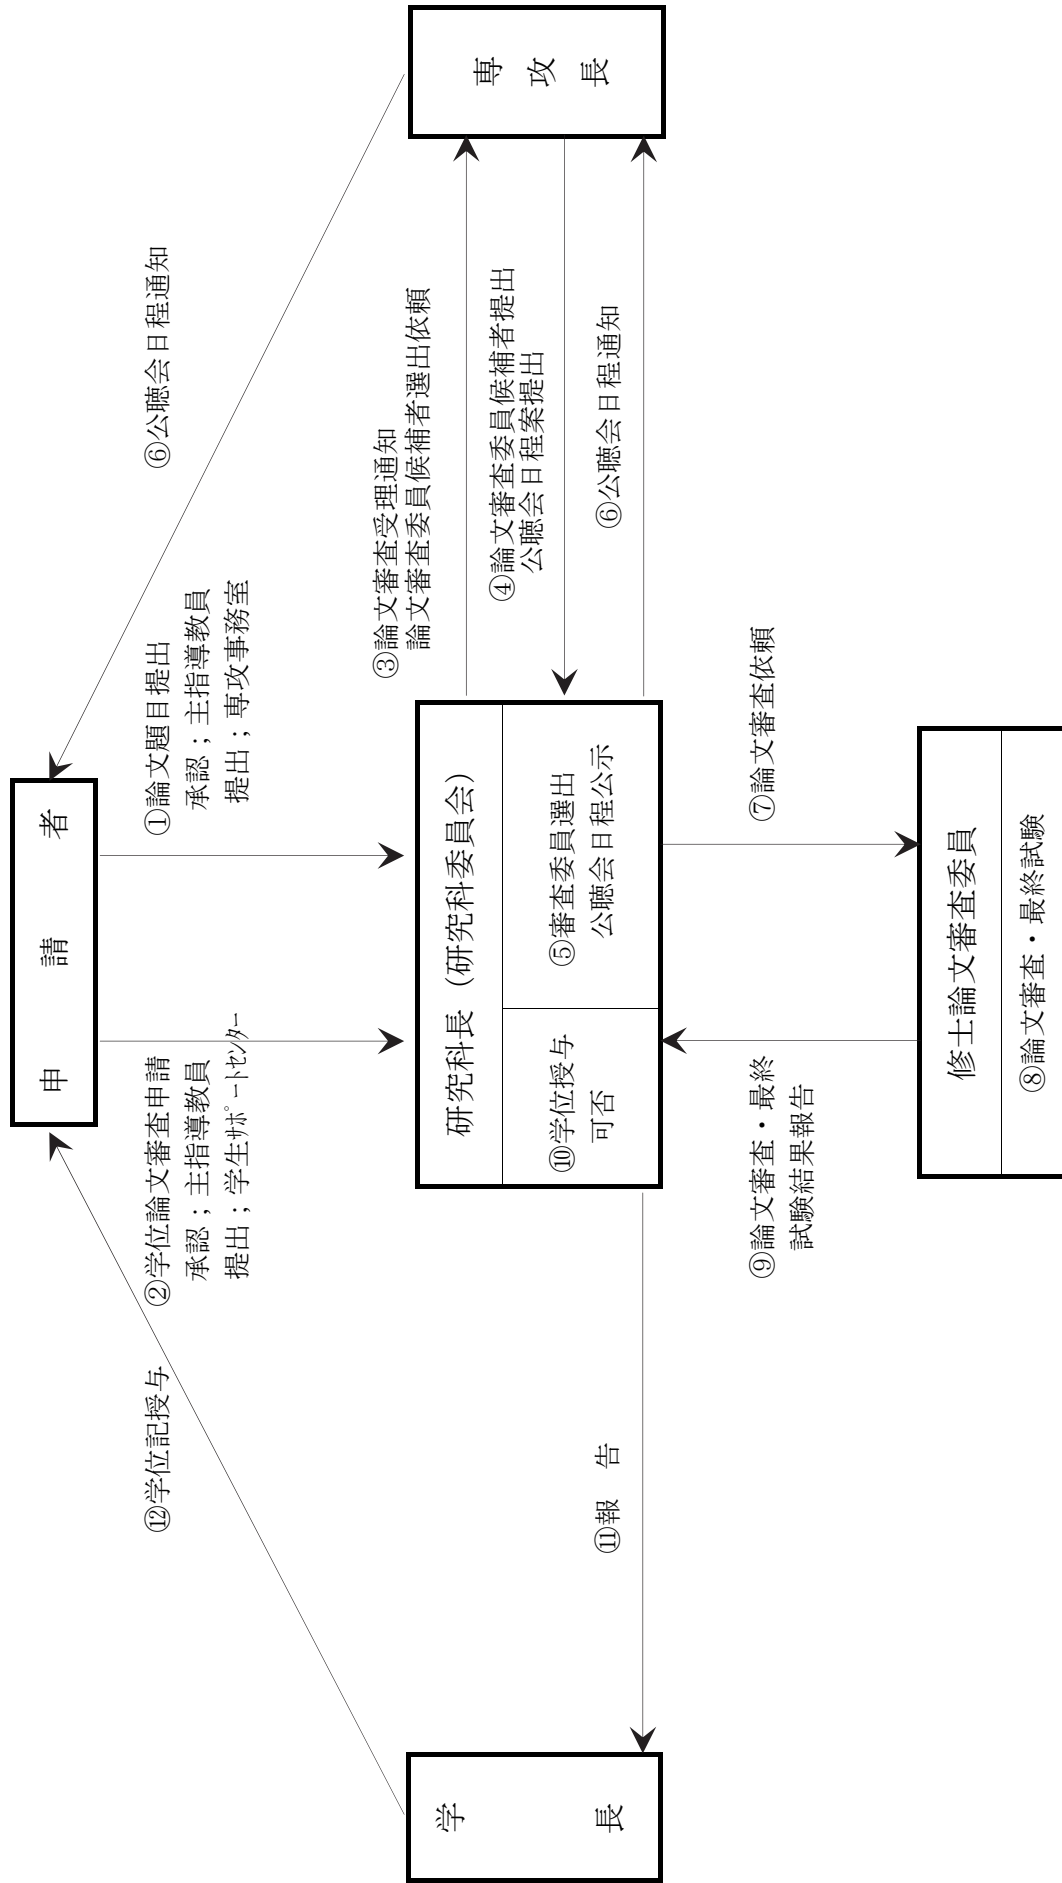 申請者
②学位論文審査申請
承認；主指導教員
提出；学生ｻﾎﾟｰﾄｾﾝﾀｰ
①論文題目提出
承認；主指導教員
提出；専攻事務室
⑥公聴会日程通知
⑫学位記授与
学長
研究科長（研究科委員会）
⑩学位授与
可否
⑤審査委員選出
公聴会日程公示
③論文審査受理通知
論文審査委員候補者選出依頼
④論文審査委員候補者提出
公聴会日程案提出
⑥公聴会日程通知
専攻長
⑪報告
⑨論文審査・最終
試験結果報告
⑦論文審査依頼
修士論文審査委員
⑧論文審査・最終試験